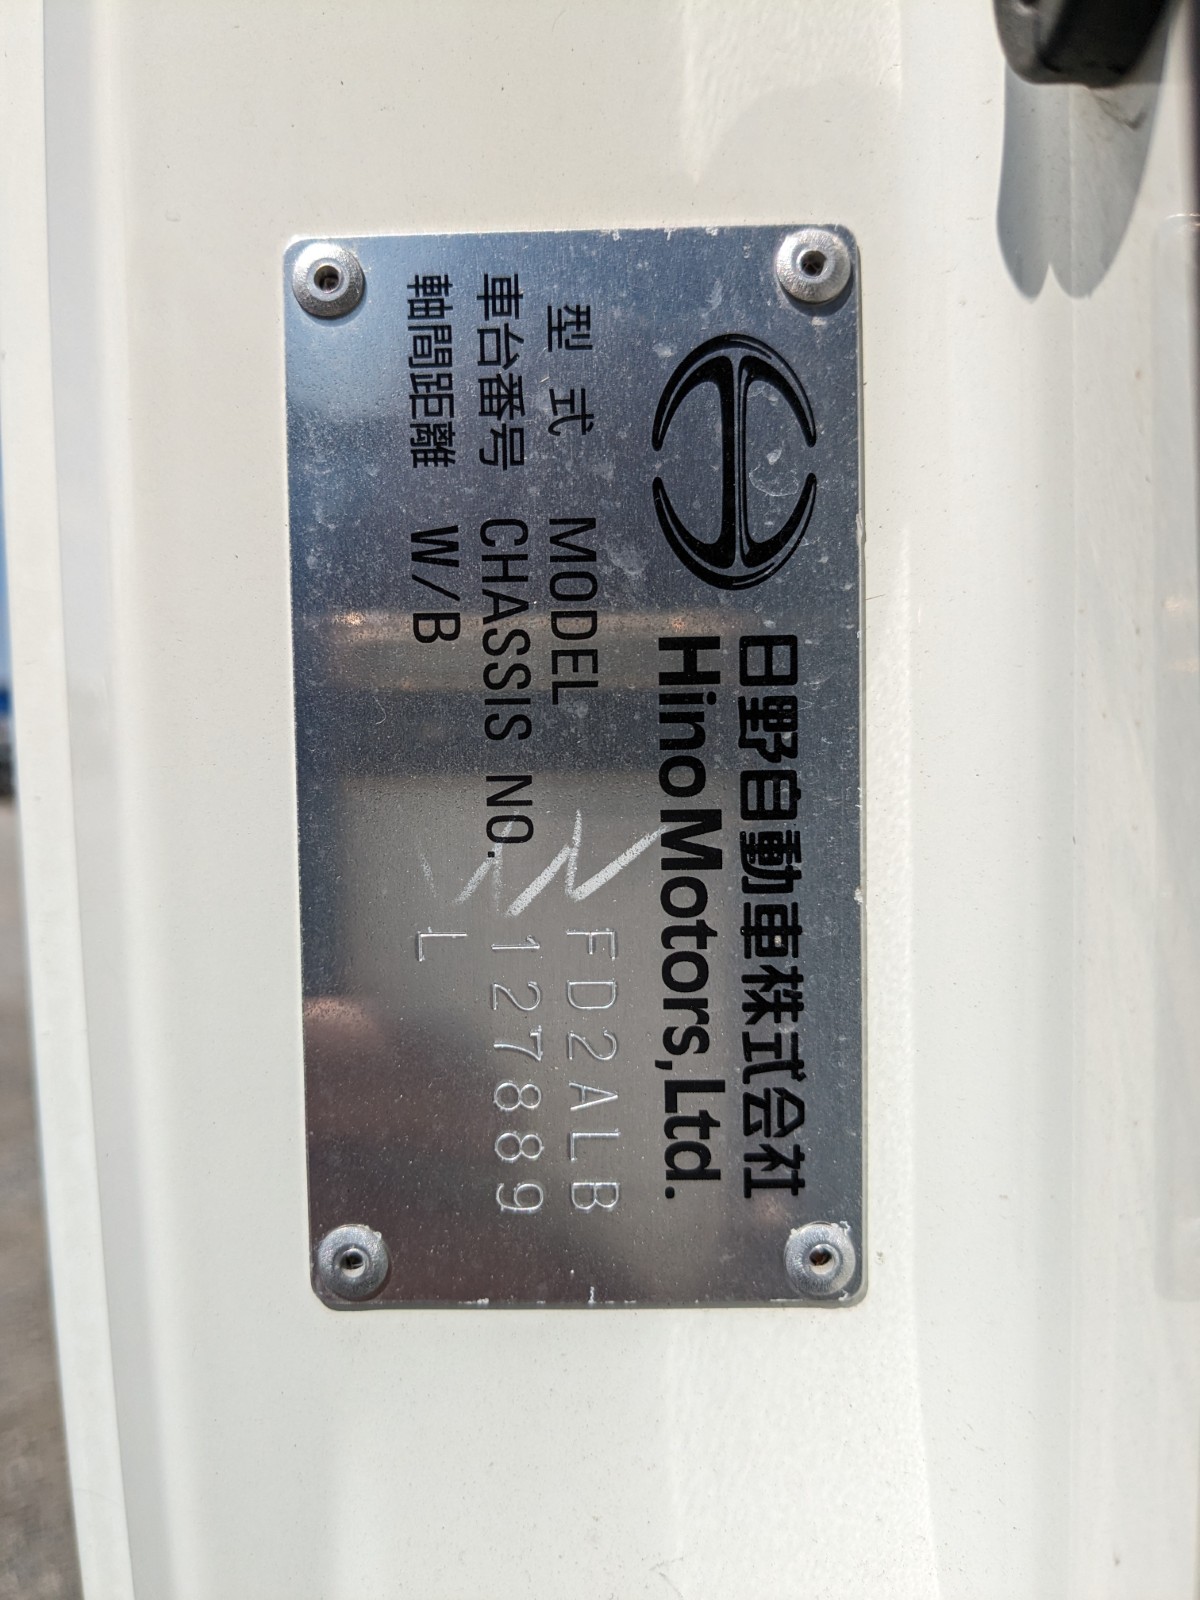 日野自動車株式会社
Hino Motors, Ltd.
型式 MODEL FD2ALB
車台番号 CHASSIS NO. 127889
軸間距離 W/B L